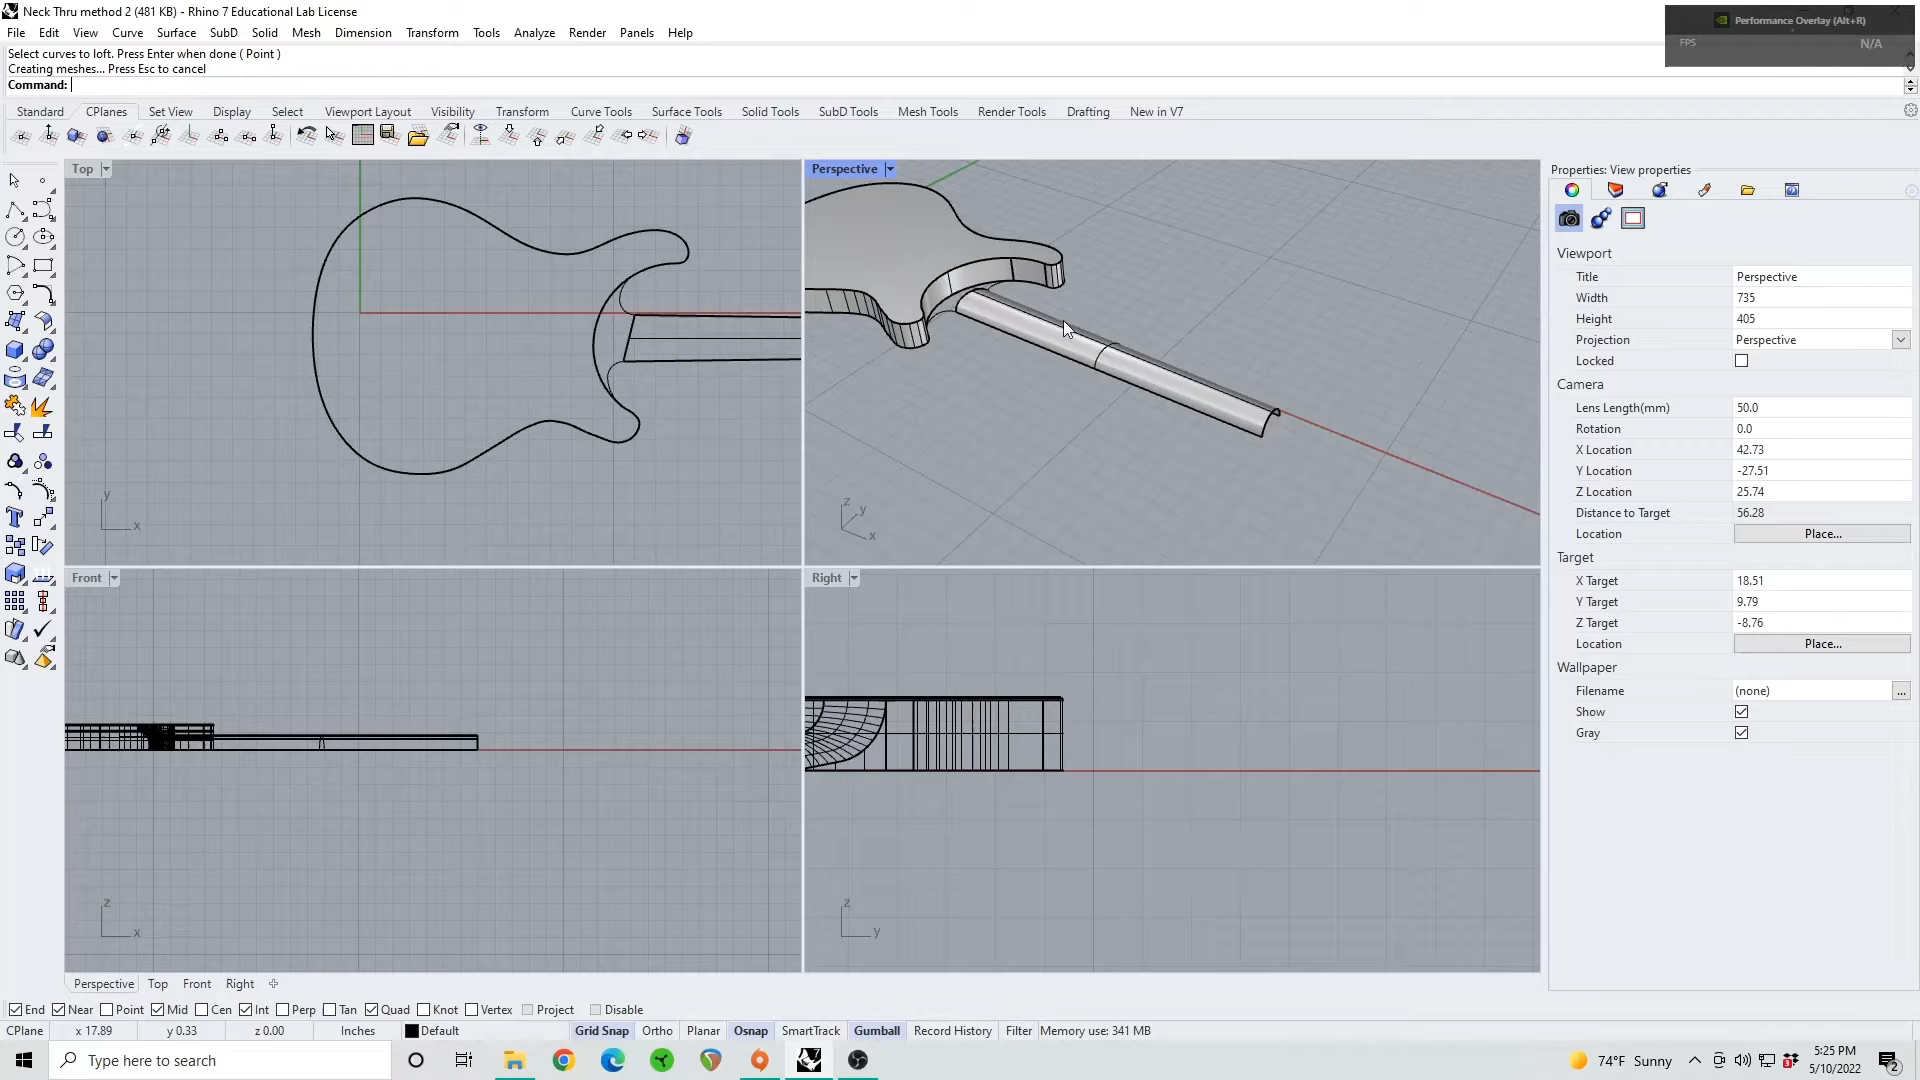 Neck Thru method 2 (481 KB) - Rhino 7 Educational Lab License
Performance Overlay (Alt+R)
FPS
N/A
File Edit View Curve Surface SubD Solid Mesh Dimension Transform Tools Analyze Render Panels Help
Select curves to loft. Press Enter when done ( Point )
Creating meshes... Press Esc to cancel
Command:
Standard CPlanes Set View Display Select Viewport Layout Visibility Transform Curve Tools Surface Tools Solid Tools SubD Tools Mesh Tools Render Tools Drafting New in V7
Top
y
x
Perspective
z
y
x
Front
z
x
Right
z
y
Properties: View properties
Viewport
Title Perspective
Width 735
Height 405
Projection Perspective
Locked
Camera
Lens Length(mm) 50.0
Rotation 0.0
X Location 42.73
Y Location -27.51
Z Location 25.74
Distance to Target 56.28
Location Place...
Target
X Target 18.51
Y Target 9.79
Z Target -8.76
Location Place...
Wallpaper
Filename (none) ...
Show
Gray
Perspective Top Front Right
End Near Point Mid Cen Int Perp Tan Quad Knot Vertex Project Disable
CPlane x 17.89 y 0.33 z 0.00 Inches Default Grid Snap Ortho Planar Osnap SmartTrack Gumball Record History Filter Memory use: 341 MB
Type here to search
7
74°F Sunny
3
5:25 PM
5/10/2022
2